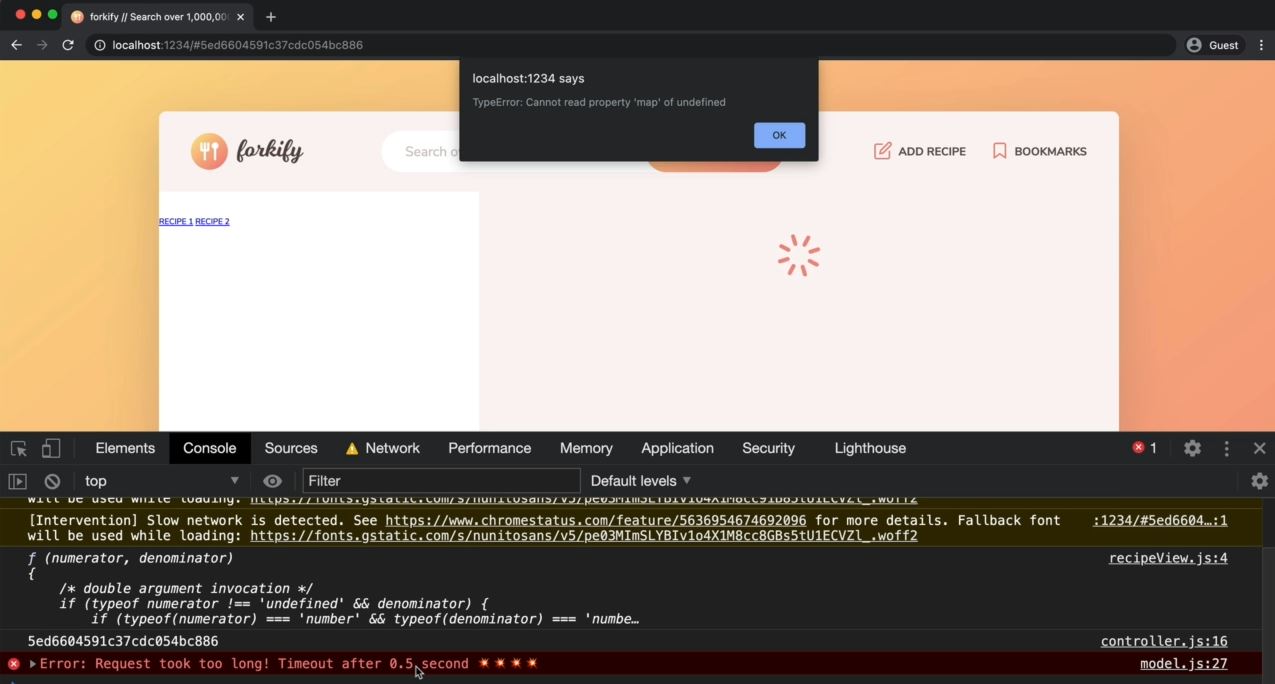 forkify // Search over 1,000,00
localhost:1234/#5ed6604591c37cdc054bc886
Guest
localhost:1234 says
TypeError: Cannot read property 'map' of undefined
OK
forkify
Search o
ADD RECIPE
BOOKMARKS
RECIPE 1 RECIPE 2
Elements Console Sources Network Performance Memory Application Security Lighthouse 1
top Filter Default levels
will be used while loading:
[Intervention] Slow network is detected. See https://www.chromestatus.com/feature/5636954674692096 for more details. Fallback font :1234/#5ed6604…:1
will be used while loading: https://fonts.gstatic.com/s/nunitosans/v5/pe03MImSLYBIv1o4X1M8cc8GBs5tU1ECVZl_.woff2
ƒ (numerator, denominator) recipeView.js:4
{
/* double argument invocation */
if (typeof numerator !== 'undefined' && denominator) {
if (typeof(numerator) === 'number' && typeof(denominator) === 'numbe…
5ed6604591c37cdc054bc886 controller.js:16
Error: Request took too long! Timeout after 0.5 second 💥💥💥💥 model.js:27